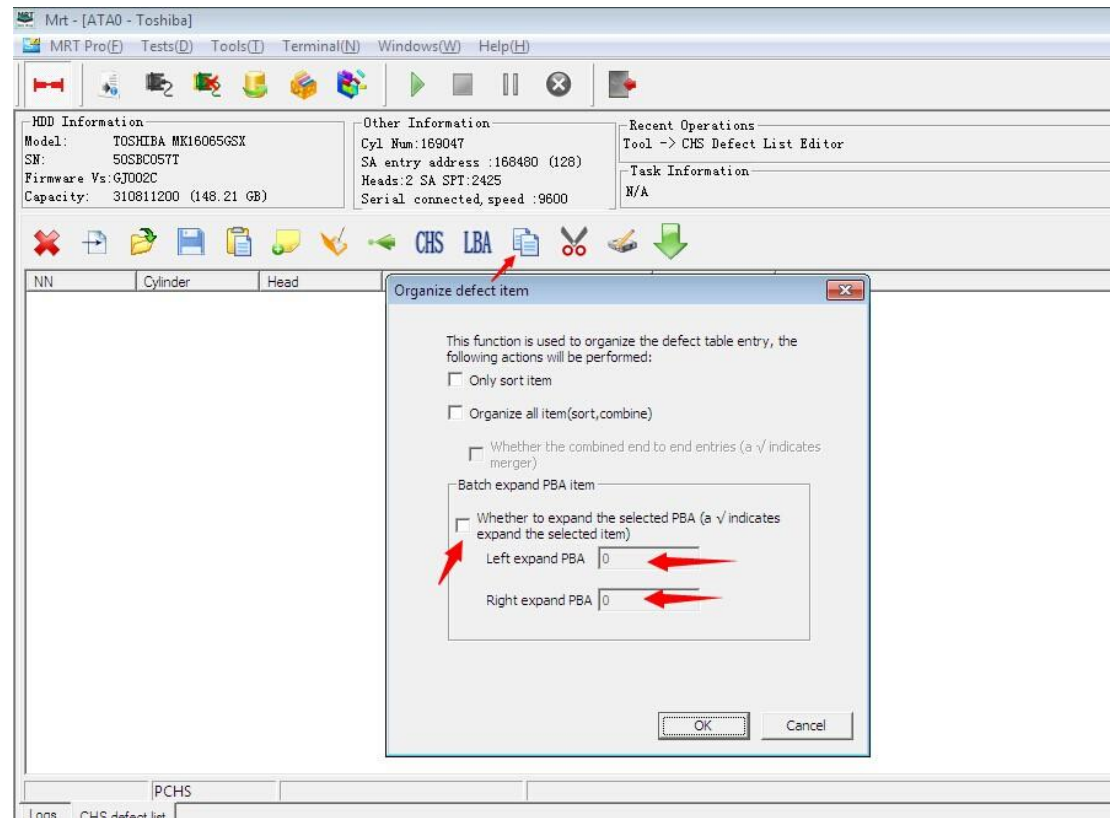 Mrt - [ATA0 - Toshiba]
MRT Pro(F) Tests(D) Tools(T) Terminal(N) Windows(W) Help(H)
HDD Information
Model: TOSHIBA MK16065GSX
SN: 50SBC057T
Firmware Vs:GJ002C
Capacity: 310811200 (148.21 GB)
Other Information
Cyl Num:169047
SA entry address :168480 (128)
Heads:2 SA SPT:2425
Serial connected,speed :9600
Recent Operations
Tool -> CHS Defect List Editor
Task Information
N/A
CHS LBA
NN Cylinder Head
Organize defect item
This function is used to organize the defect table entry, the
following actions will be performed:
Only sort item
Organize all item(sort,combine)
Whether the combined end to end entries (a √ indicates
merger)
Batch expand PBA item
Whether to expand the selected PBA (a √ indicates
expand the selected item)
Left expand PBA 0
Right expand PBA 0
OK Cancel
PCHS
Logs CHS defect list